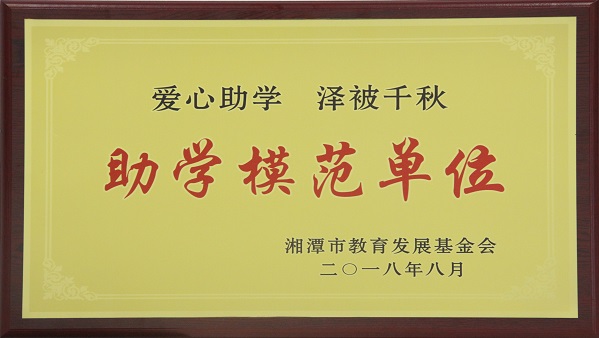 爱心助学　泽被千秋
助学模范单位
湘潭市教育发展基金会
二〇一八年八月